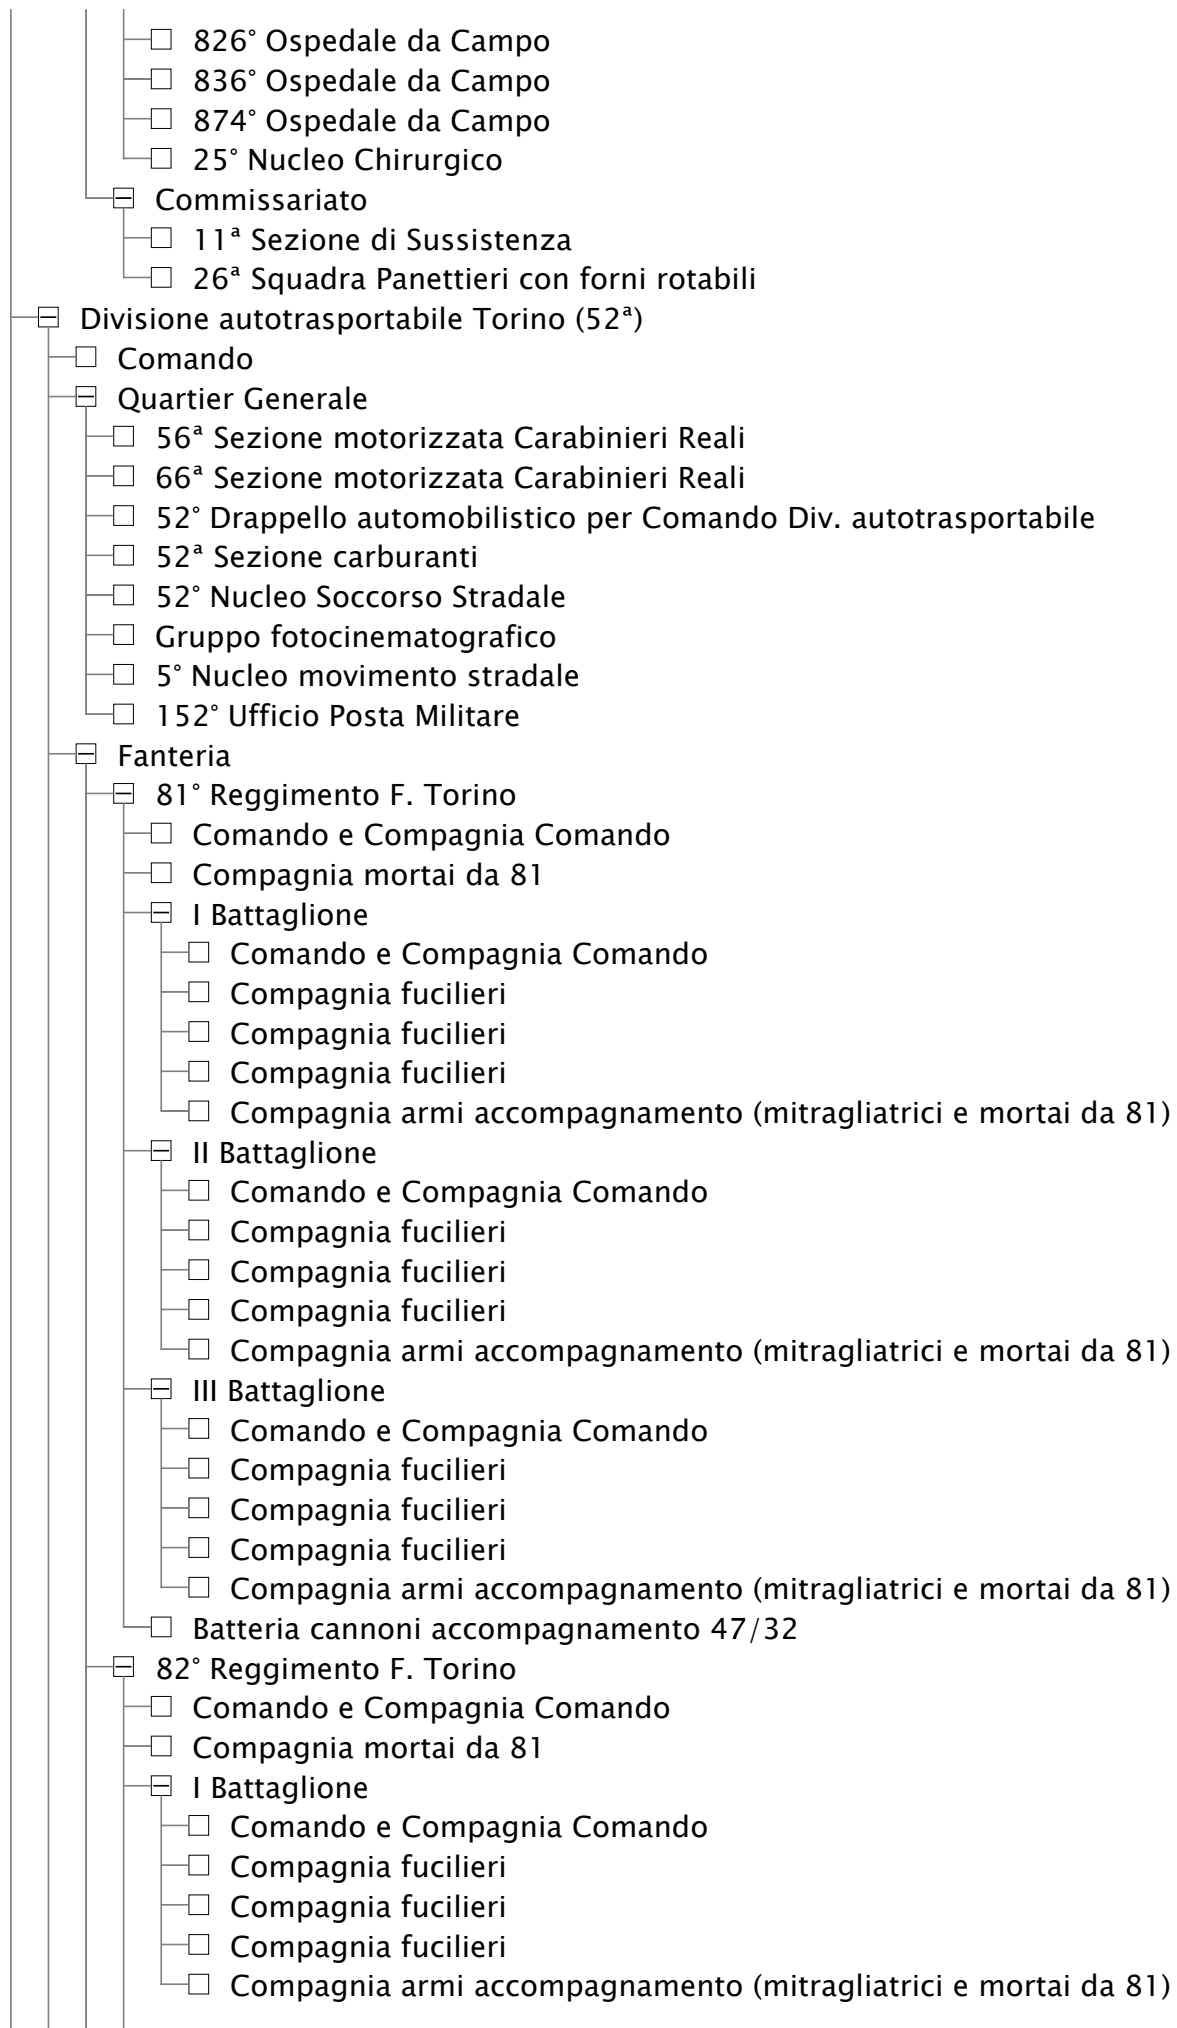 826° Ospedale da Campo
836° Ospedale da Campo
874° Ospedale da Campo
25° Nucleo Chirurgico
Commissariato
11ª Sezione di Sussistenza
26ª Squadra Panettieri con forni rotabili
Divisione autotrasportabile Torino (52ª)
Comando
Quartier Generale
56ª Sezione motorizzata Carabinieri Reali
66ª Sezione motorizzata Carabinieri Reali
52° Drappello automobilistico per Comando Div. autotrasportabile
52ª Sezione carburanti
52° Nucleo Soccorso Stradale
Gruppo fotocinematografico
5° Nucleo movimento stradale
152° Ufficio Posta Militare
Fanteria
81° Reggimento F. Torino
Comando e Compagnia Comando
Compagnia mortai da 81
I Battaglione
Comando e Compagnia Comando
Compagnia fucilieri
Compagnia fucilieri
Compagnia fucilieri
Compagnia armi accompagnamento (mitragliatrici e mortai da 81)
II Battaglione
Comando e Compagnia Comando
Compagnia fucilieri
Compagnia fucilieri
Compagnia fucilieri
Compagnia armi accompagnamento (mitragliatrici e mortai da 81)
III Battaglione
Comando e Compagnia Comando
Compagnia fucilieri
Compagnia fucilieri
Compagnia fucilieri
Compagnia armi accompagnamento (mitragliatrici e mortai da 81)
Batteria cannoni accompagnamento 47/32
82° Reggimento F. Torino
Comando e Compagnia Comando
Compagnia mortai da 81
I Battaglione
Comando e Compagnia Comando
Compagnia fucilieri
Compagnia fucilieri
Compagnia fucilieri
Compagnia armi accompagnamento (mitragliatrici e mortai da 81)